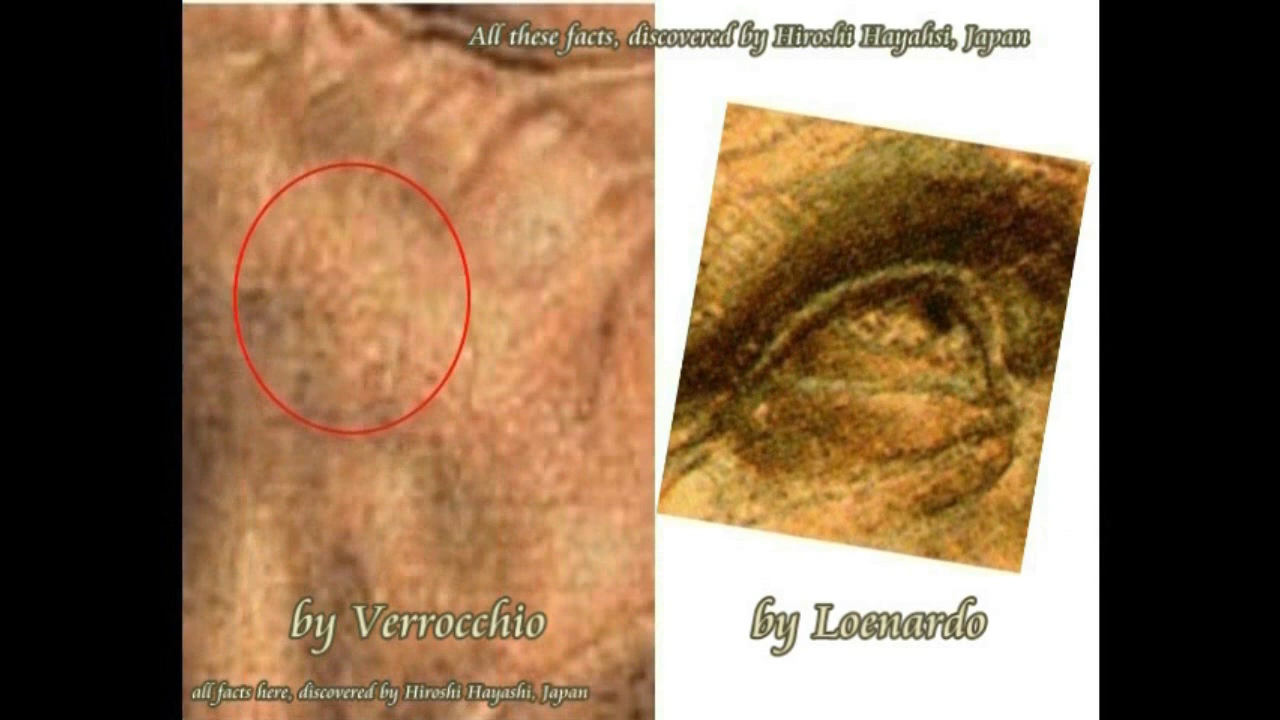 All these facts, discovered by Hiroshi Hayahsi, Japan
by Verrocchio
by Loenardo
all facts here, discovered by Hiroshi Hayashi, Japan